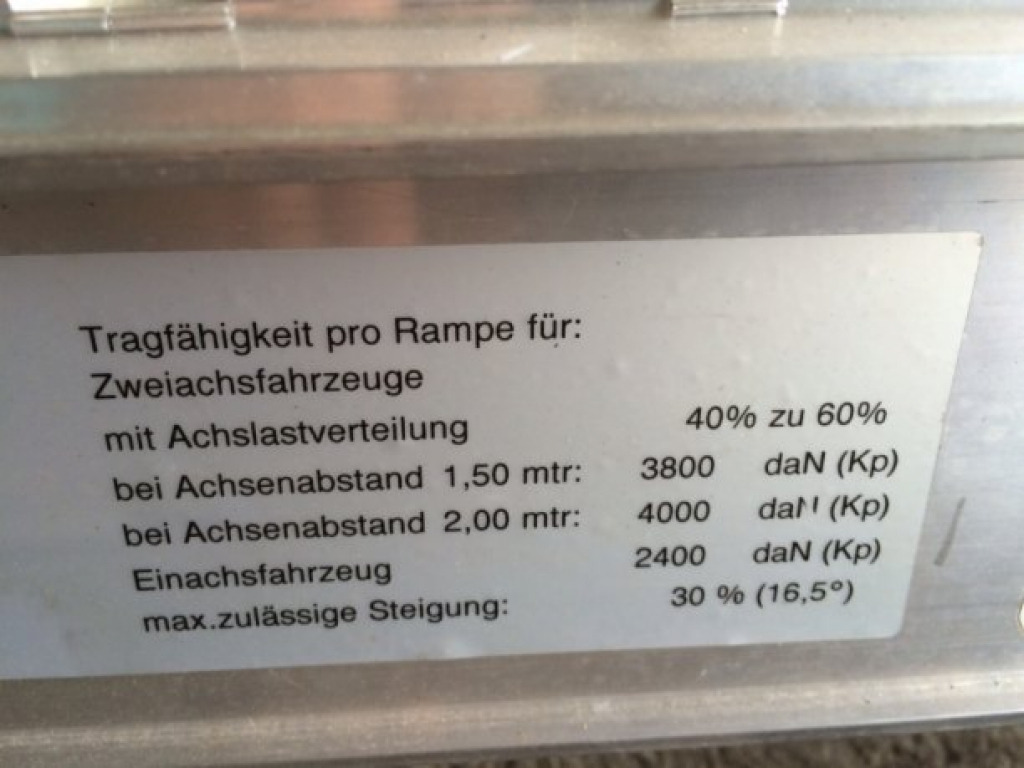 Tragfähigkeit pro Rampe für:
Zweiachsfahrzeuge
mit Achslastverteilung 40% zu 60%
bei Achsenabstand 1,50 mtr: 3800 daN (Kp)
bei Achsenabstand 2,00 mtr: 4000 daN (Kp)
Einachsfahrzeug 2400 daN (Kp)
max.zulässige Steigung: 30 % (16,5°)